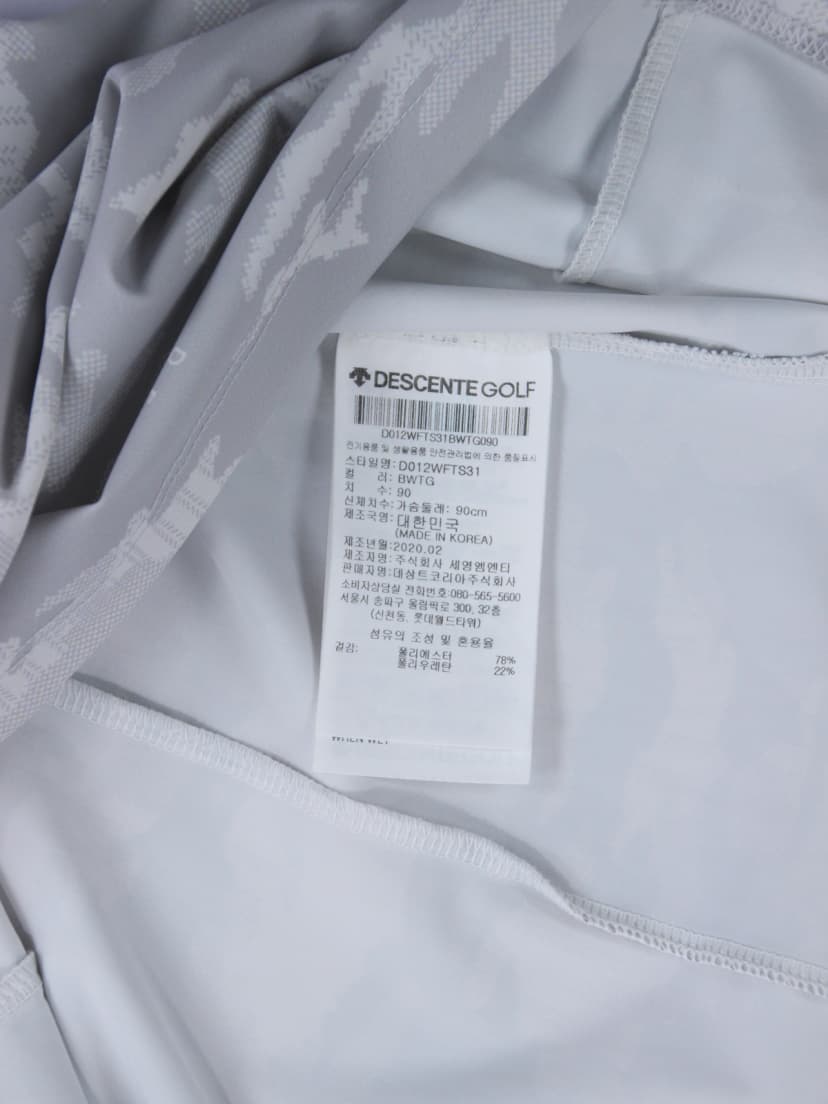 DESCENTE GOLF
D012WFTS31BWTG090
전기용품 및 생활용품 안전관리법에 의한 품질표시
스타일명: D012WFTS31
컬 러: BWTG
치 수: 90
신체치수: 가슴둘레: 90cm
제조국명: 대한민국
(MADE IN KOREA)
제조년월: 2020.02
제조자명: 주식회사 세영엠엔티
판매자명: 데상트코리아주식회사
소비자상담실 전화번호: 080-565-5600
서울시 송파구 올림픽로 300, 32층
(신천동, 롯데월드타워)
섬유의 조성 및 혼용율
겉감: 폴리에스터 78%
폴리우레탄 22%